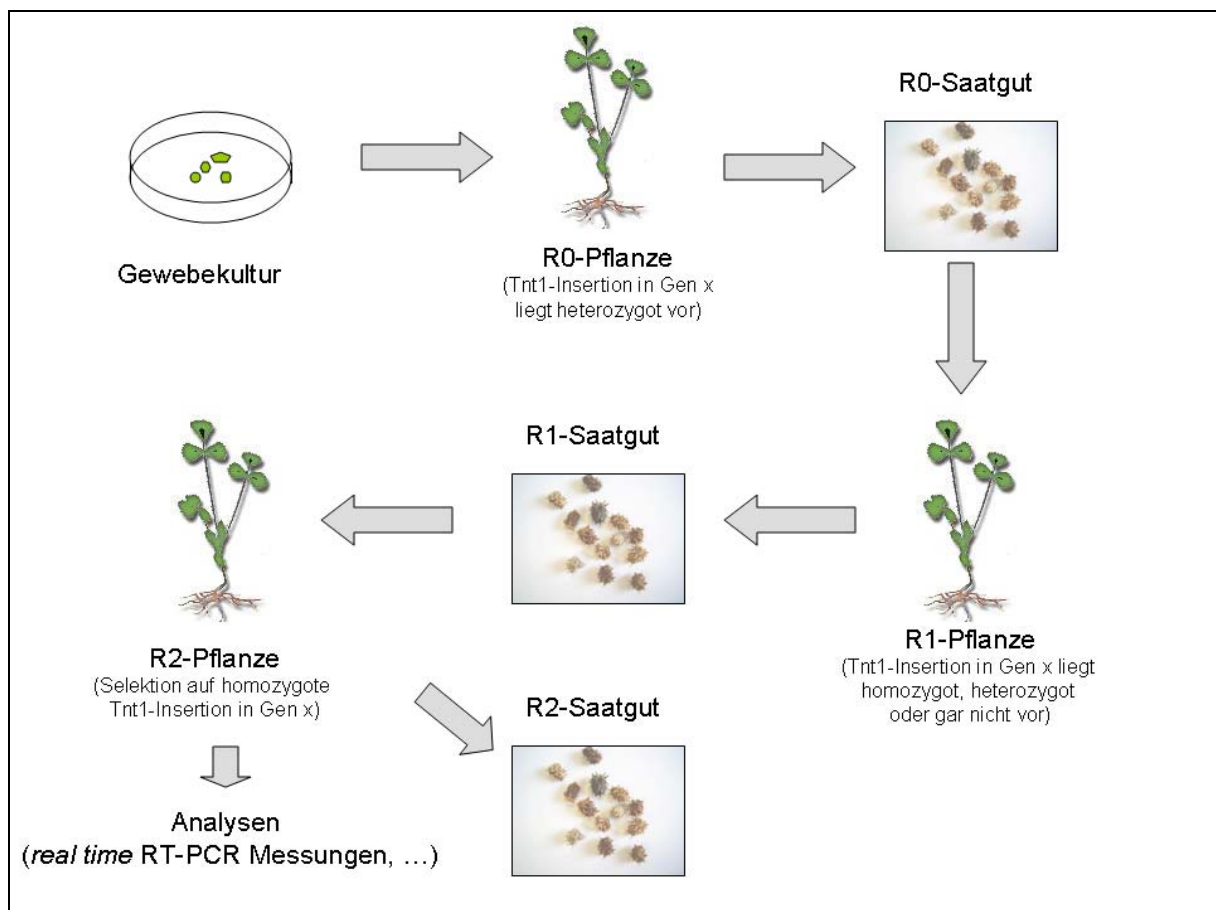 Gewebekultur
R0-Pflanze
(Tnt1-Insertion in Gen x
liegt heterozygot vor)
R0-Saatgut
R1-Pflanze
(Tnt1-Insertion in Gen x liegt
homozygot, heterozygot
oder gar nicht vor)
R1-Saatgut
R2-Pflanze
(Selektion auf homozygote
Tnt1-Insertion in Gen x)
R2-Saatgut
Analysen
(real time RT-PCR Messungen, …)